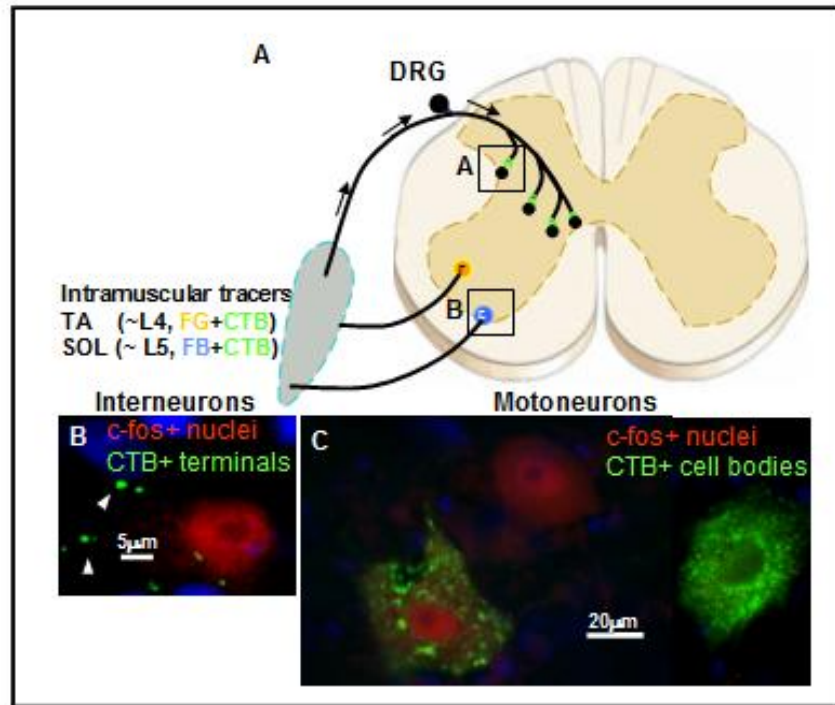 A
DRG
A
Intramuscular tracers
TA (~L4, FG+CTB)
SOL (~ L5, FB+CTB)
B
Interneurons
Motoneurons
B
c-fos+ nuclei
CTB+ terminals
5µm
C
c-fos+ nuclei
CTB+ cell bodies
20µm